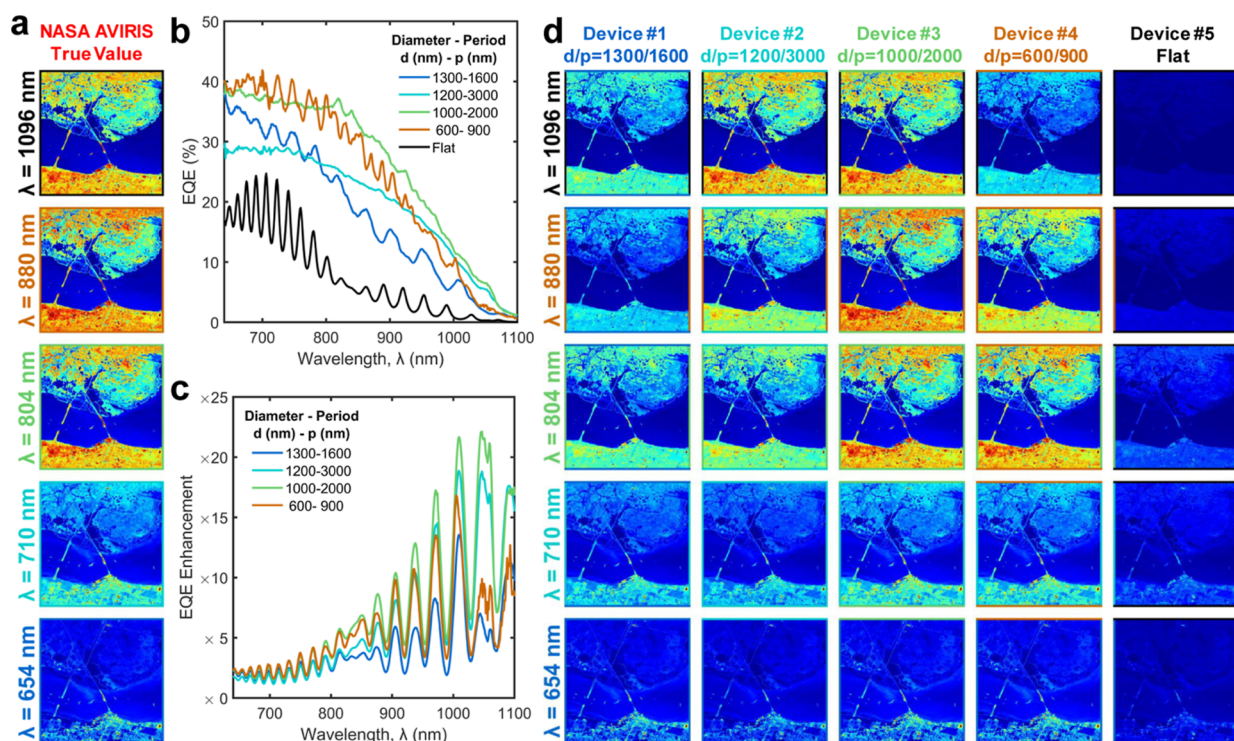 a
NASA AVIRIS
True Value
λ = 1096 nm
λ = 880 nm
λ = 804 nm
λ = 710 nm
λ = 654 nm
b
50
40
30
20
10
0
EQE (%)
Diameter - Period
d (nm) - p (nm)
1300-1600
1200-3000
1000-2000
600- 900
Flat
700
800
900
1000
1100
Wavelength, λ (nm)
c
×25
×20
×15
×10
× 5
× 0
EQE Enhancement
Diameter - Period
d (nm) - p (nm)
1300-1600
1200-3000
1000-2000
600- 900
700
800
900
1000
1100
Wavelength, λ (nm)
d
Device #1
d/p=1300/1600
Device #2
d/p=1200/3000
Device #3
d/p=1000/2000
Device #4
d/p=600/900
Device #5
Flat
λ = 1096 nm
λ = 880 nm
λ = 804 nm
λ = 710 nm
λ = 654 nm